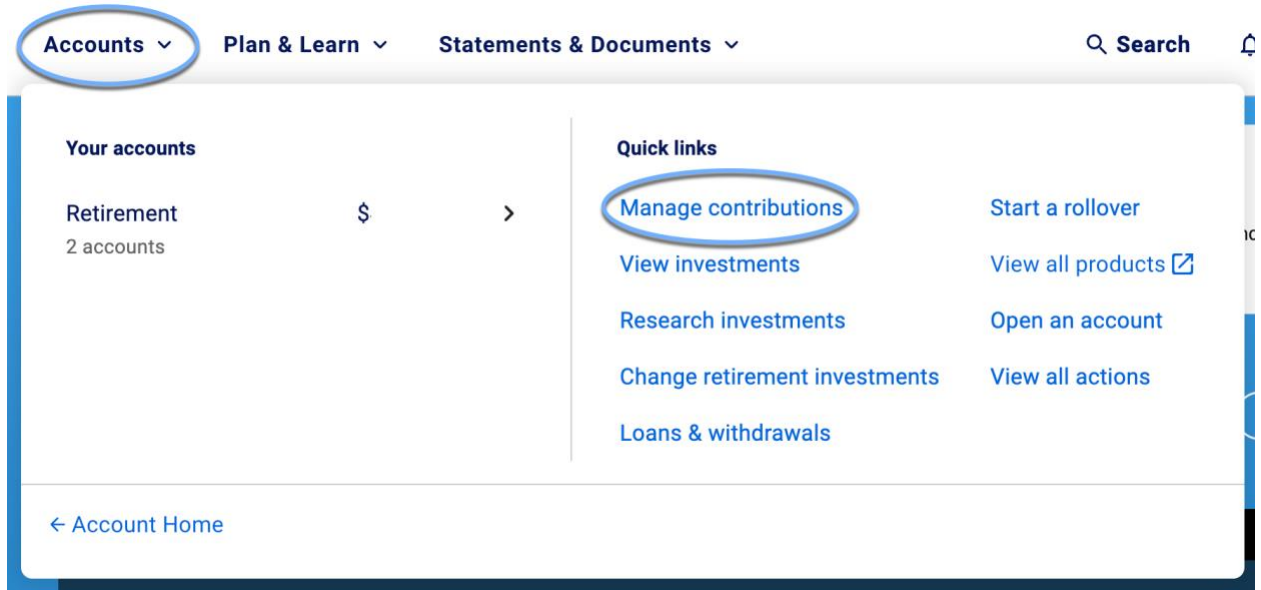 Accounts
Plan & Learn
Statements & Documents
Search
Your accounts
Retirement
$
2 accounts
Quick links
Manage contributions
View investments
Research investments
Change retirement investments
Loans & withdrawals
Start a rollover
View all products
Open an account
View all actions
← Account Home